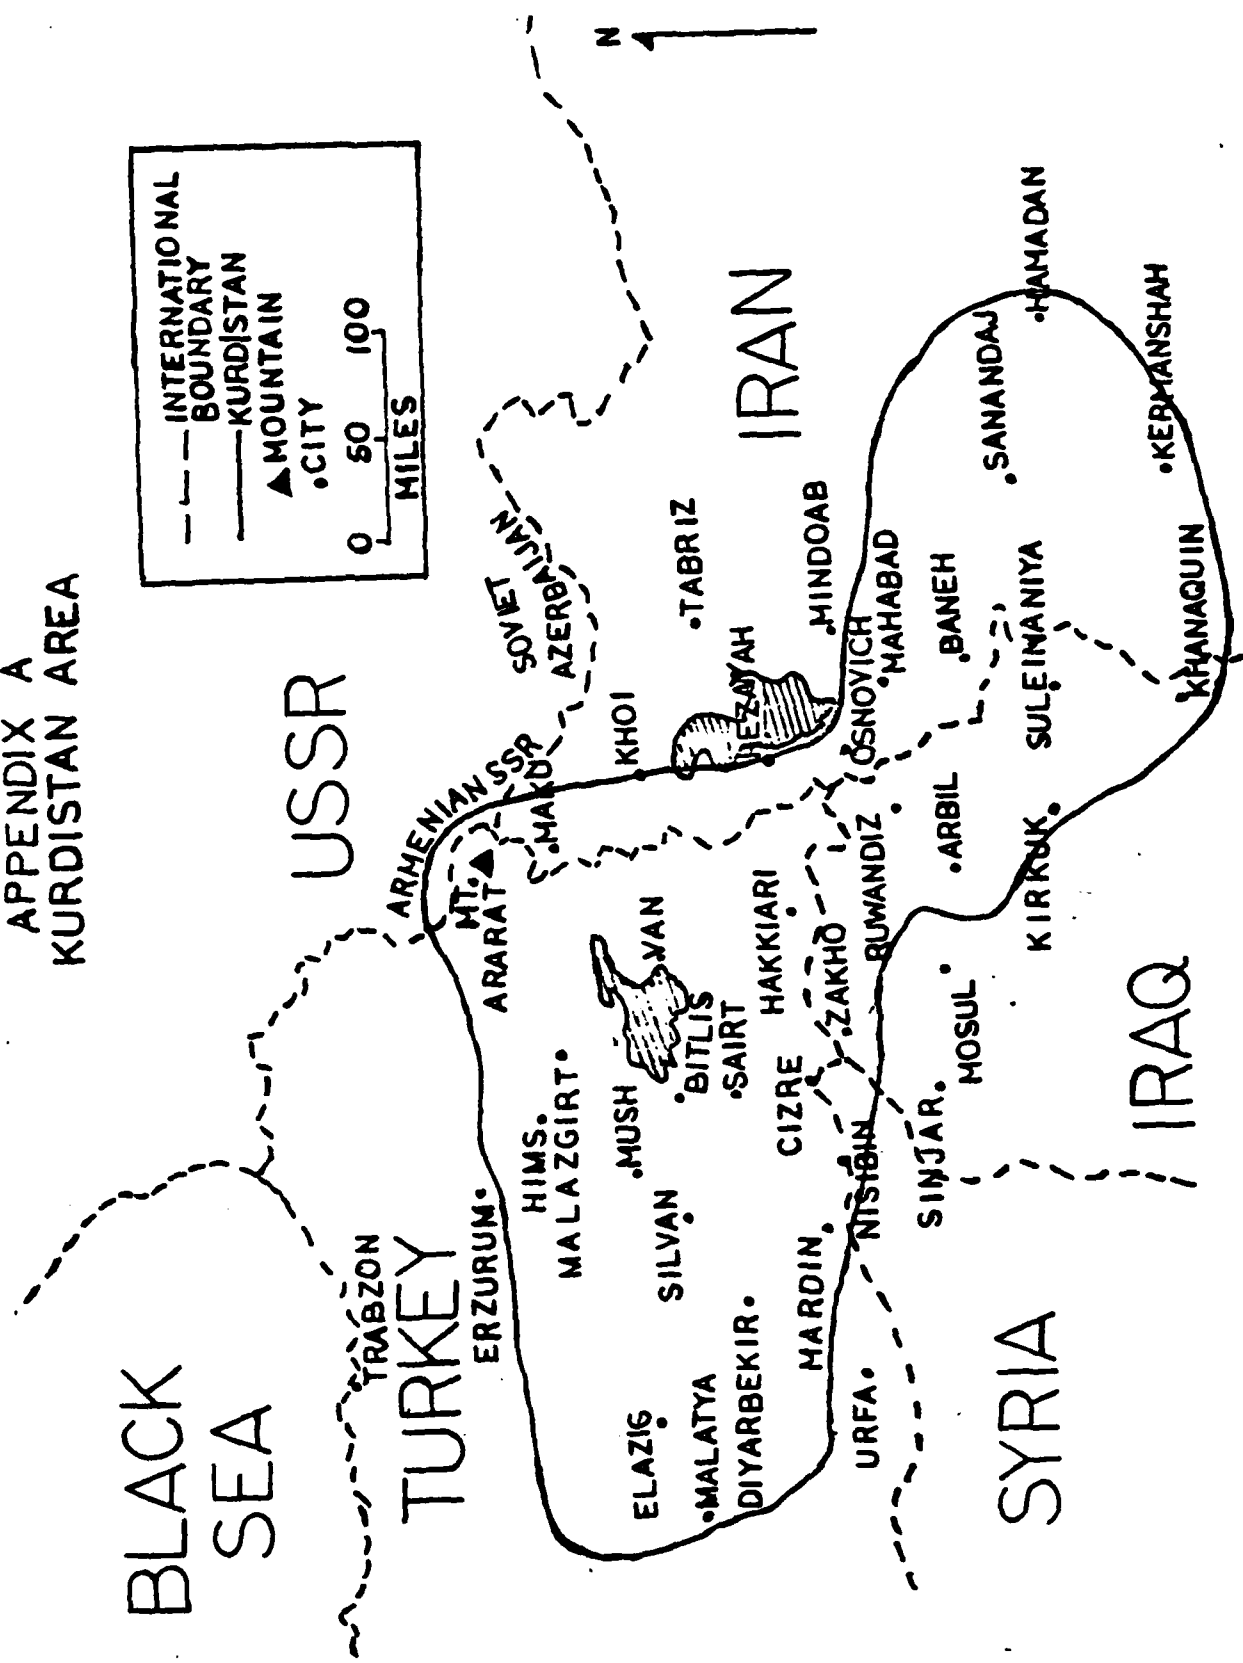 APPENDIX A
KURDISTAN AREA
INTERNATIONAL
BOUNDARY
KURDISTAN
MOUNTAIN
CITY
0 50 100
MILES
N
BLACK
SEA
USSR
TURKEY
IRAN
IRAQ
SYRIA
SOVIET
AZERBAIJAN
ARMENIAN SSR
TRABZON
ERZURUM
MT.
ARARAT
MAKU
KHOI
TABRIZ
HIMS.
MALAZGIRT
MUSH
VAN
BITLIS
SAIRT
REZAIYAH
MINDOAB
ELAZIG
SILVAN
MALATYA
DIYARBEKIR
HAKKIARI
CIZRE
ZAKHO
MARDIN
URFA
NISIBIN
RUWANDIZ
OSNOVICH
MAHABAD
BANEH
ARBIL
SINJAR
MOSUL
KIRKUK
SULEIMANIYA
SANANDAJ
HAMADAN
KERMANSHAH
KHANAQUIN